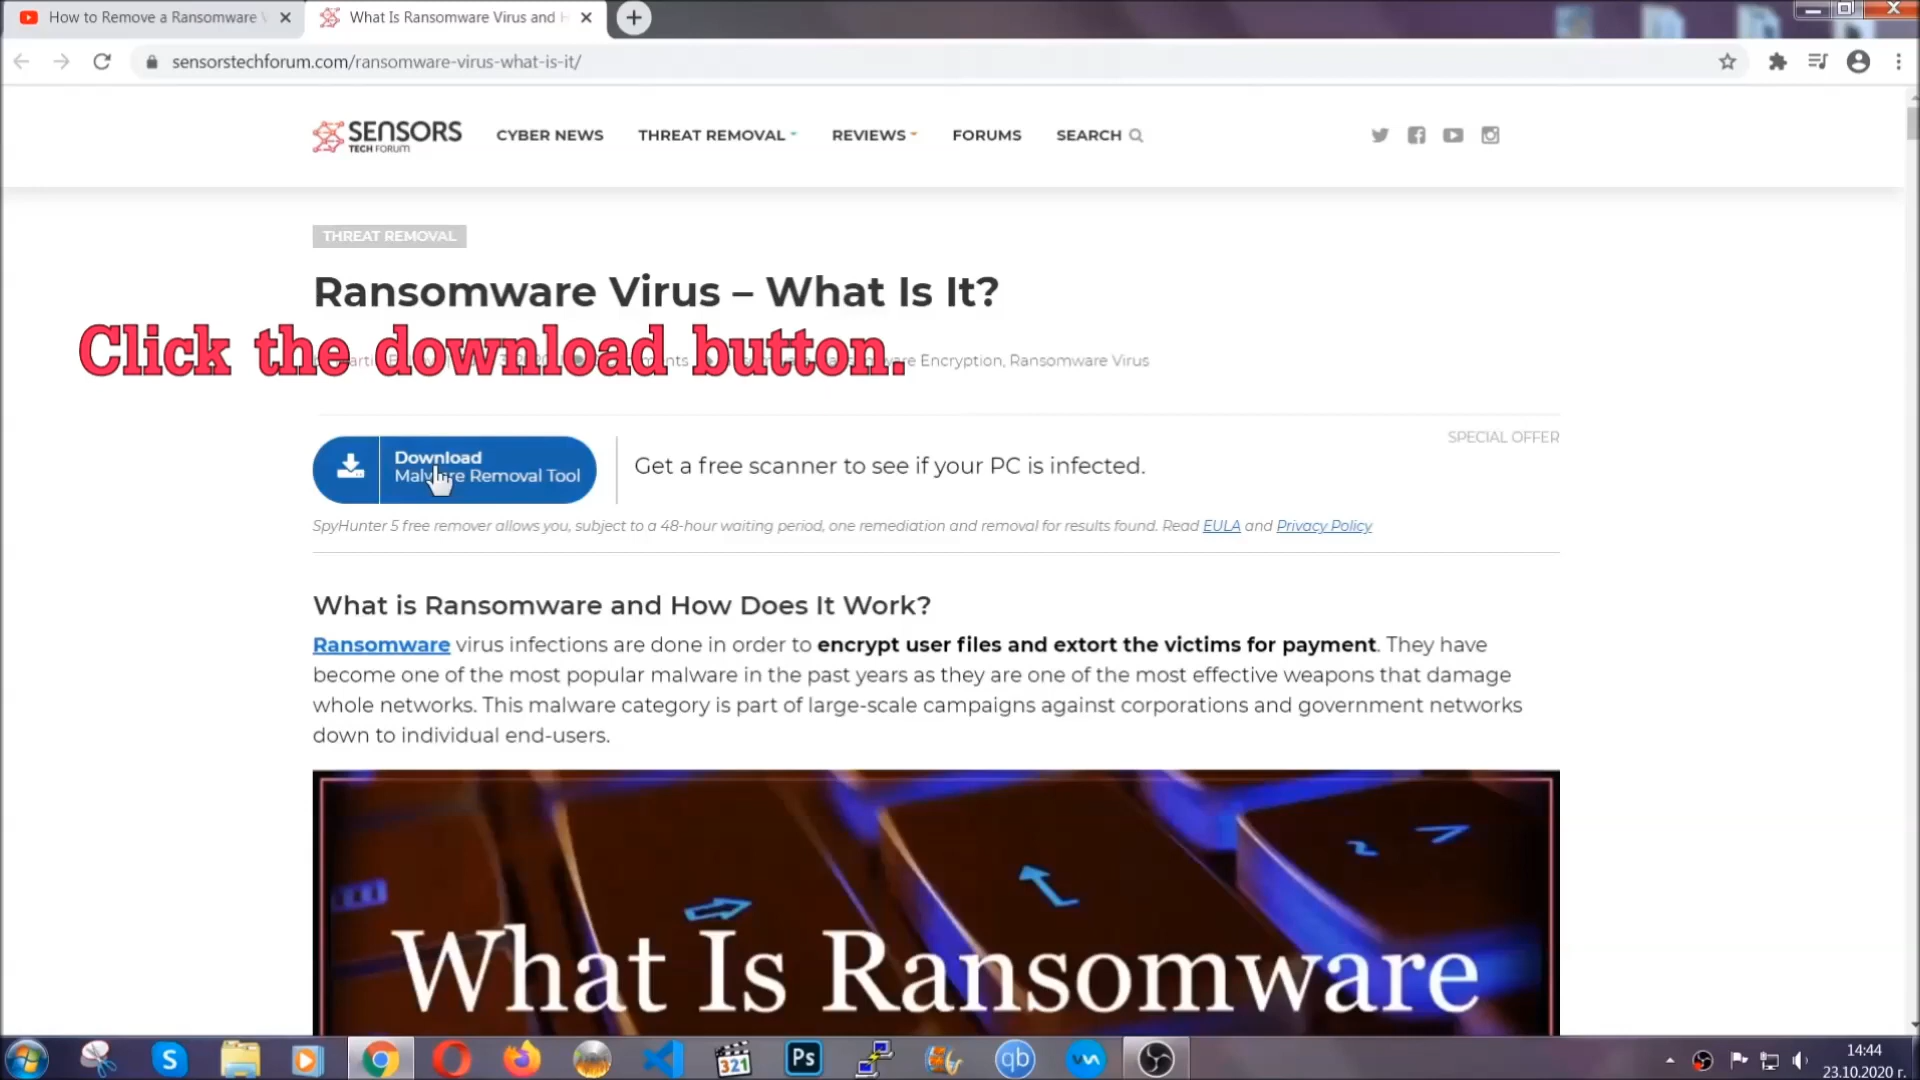 How to Remove a Ransomware
What Is Ransomware Virus and H
sensorstechforum.com/ransomware-virus-what-is-it/
SENSORS
TECH FORUM
CYBER NEWS
THREAT REMOVAL
REVIEWS
FORUMS
SEARCH
THREAT REMOVAL
Ransomware Virus – What Is It?
Click the download button.
Encryption, Ransomware Virus
SPECIAL OFFER
Download
Malware Removal Tool
Get a free scanner to see if your PC is infected.
SpyHunter 5 free remover allows you, subject to a 48-hour waiting period, one remediation and removal for results found. Read EULA and Privacy Policy
What is Ransomware and How Does It Work?
Ransomware virus infections are done in order to encrypt user files and extort the victims for payment. They have
become one of the most popular malware in the past years as they are one of the most effective weapons that damage
whole networks. This malware category is part of large-scale campaigns against corporations and government networks
down to individual end-users.
What Is Ransomware
S
321
Ps
qb
14:44
23.10.2020 г.